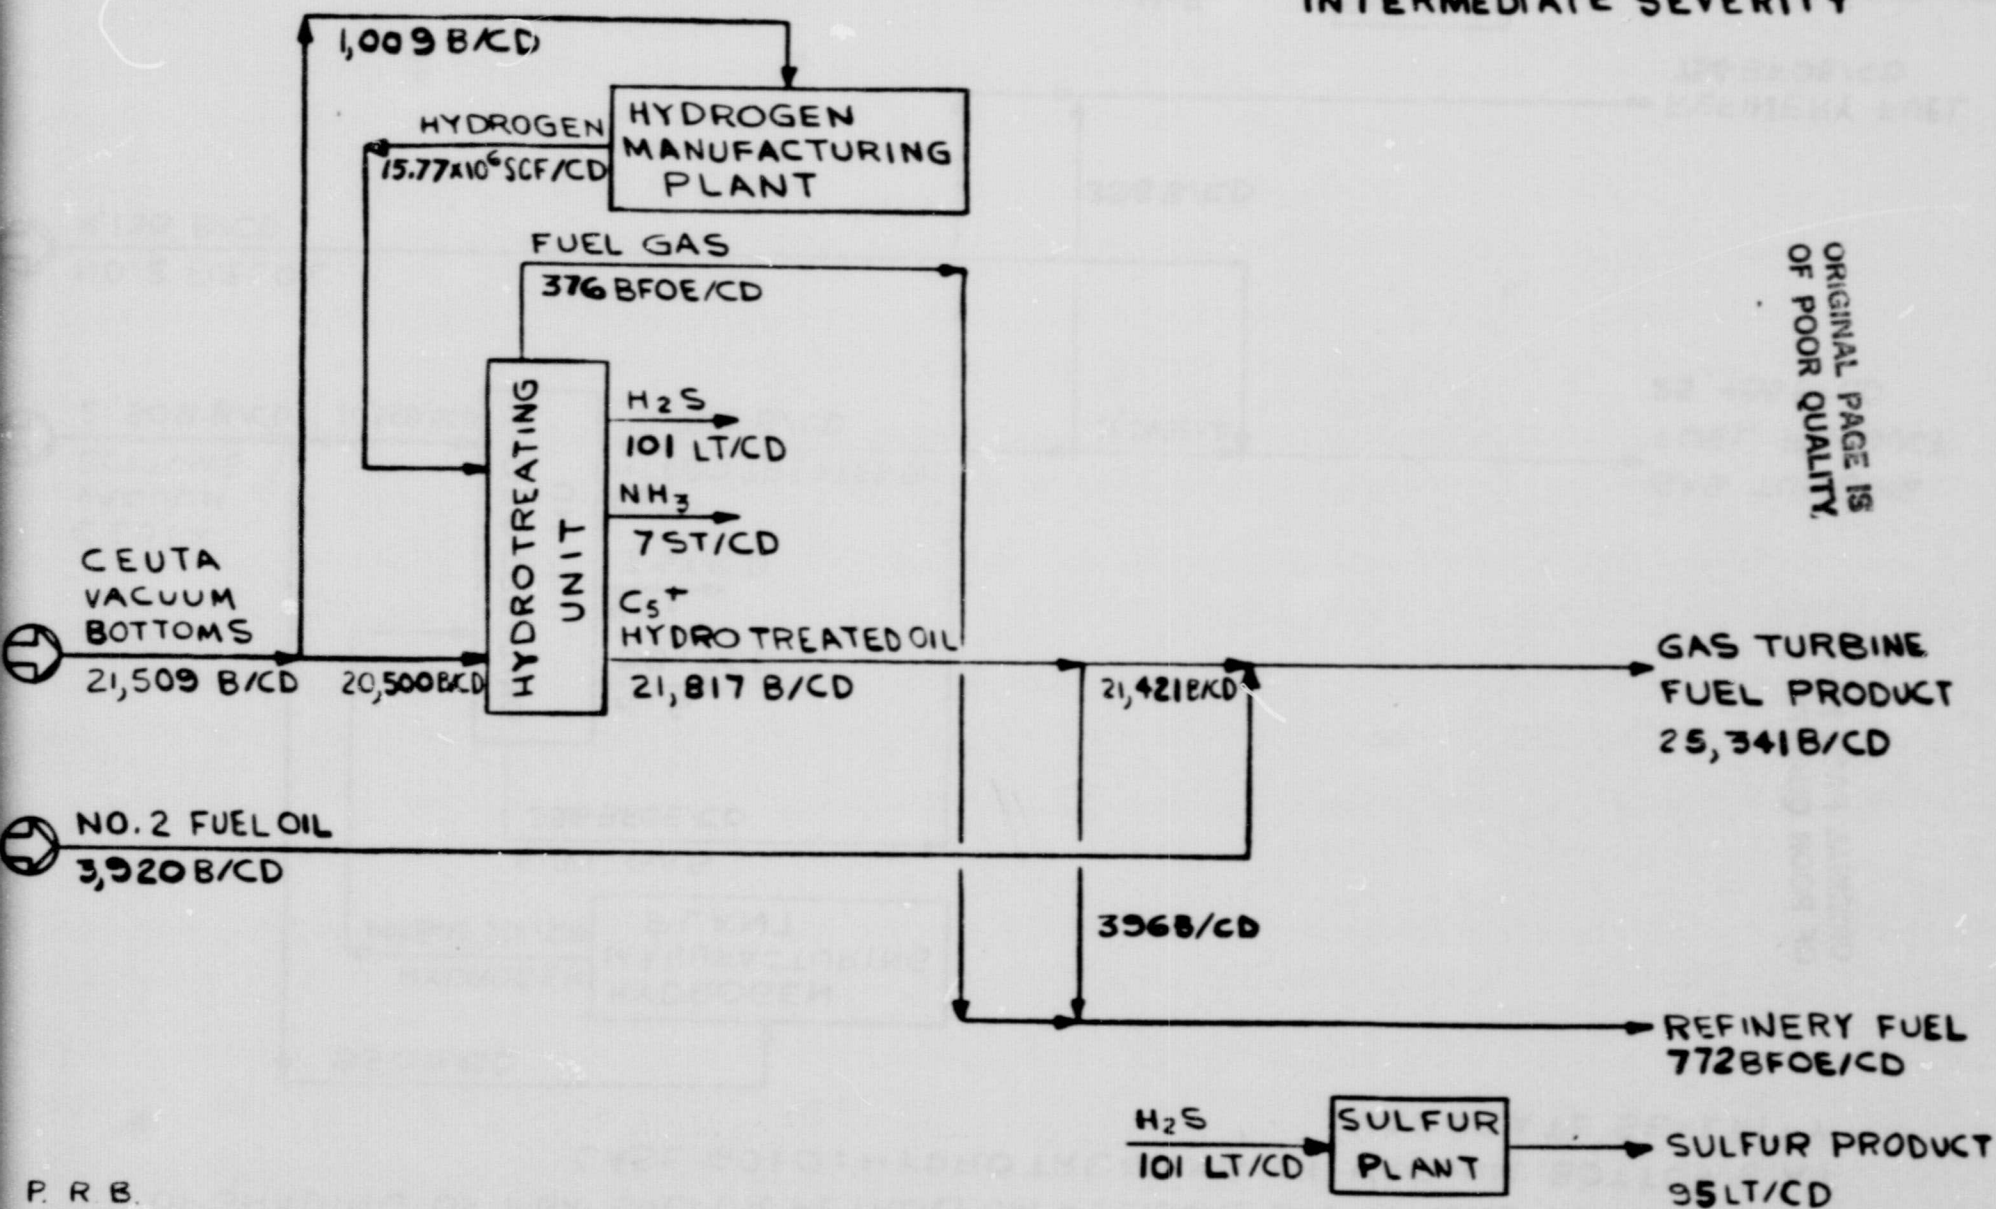 INTERMEDIATE SEVERITY
1,009 B/CD
HYDROGEN
15.77x10⁶ SCF/CD
HYDROGEN
MANUFACTURING
PLANT
FUEL GAS
376 BFOE/CD
ORIGINAL PAGE IS
OF POOR QUALITY
HYDROTREATING
UNIT
H₂S
101 LT/CD
NH₃
7 ST/CD
C₅⁺
HYDROTREATED OIL
21,817 B/CD
CEUTA
VACUUM
BOTTOMS
21,509 B/CD
20,500 B/CD
21,421 B/CD
GAS TURBINE
FUEL PRODUCT
25,341 B/CD
NO. 2 FUEL OIL
3,920 B/CD
396 B/CD
REFINERY FUEL
772 BFOE/CD
H₂S
101 LT/CD
SULFUR
PLANT
SULFUR PRODUCT
95 LT/CD
P. R. B.